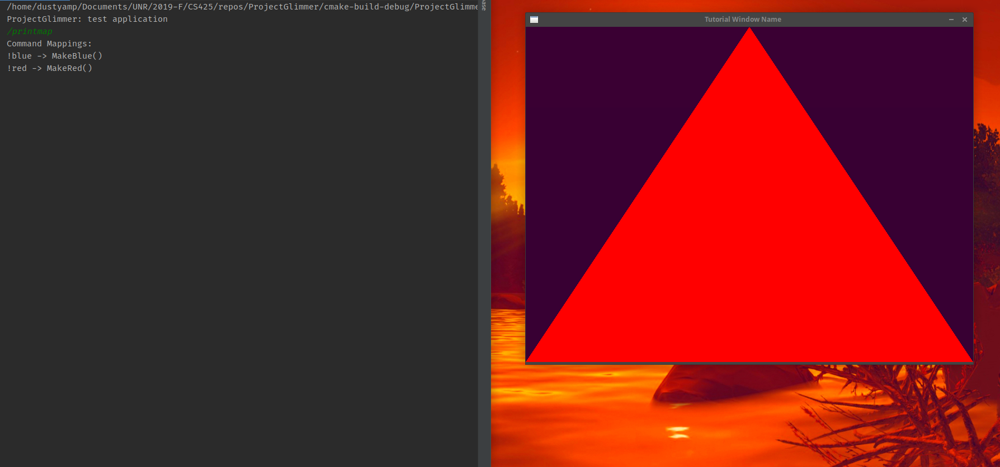 /home/dustyamp/Documents/UNR/2019-F/CS425/repos/ProjectGlimmer/cmake-build-debug/ProjectGlimme
ProjectGlimmer: test application
/printmap
Command Mappings:
!blue -> MakeBlue()
!red -> MakeRed()
ase
Tutorial Window Name